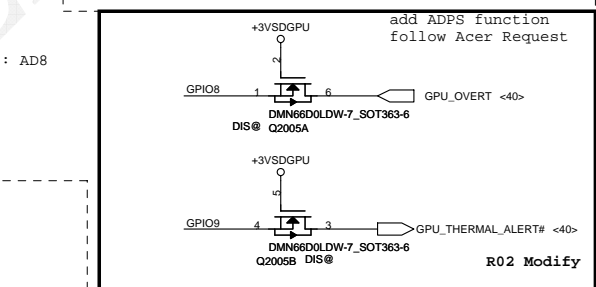 add ADPS function
follow Acer Request
: AD8
+3VSDGPU
2
GPIO8 1 6 GPU_OVERT <40>
DMN66D0LDW-7_SOT363-6
DIS@ Q2005A
+3VSDGPU
5
GPIO9 4 3 GPU_THERMAL_ALERT# <40>
DMN66D0LDW-7_SOT363-6
Q2005B DIS@
R02 Modify